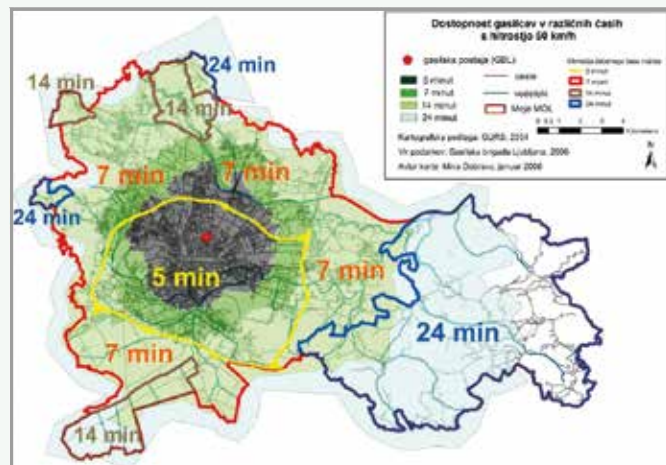 Dostopnost gasilcev v različnih časih
s hitrostjo 50 km/h
gasilska postaja (GBL)
5 minut
7 minut
14 minut
24 minut
ceste
Meje MOL
5 minut
7 minut
14 minut
24 minut
Kartografska podlaga: GURS, 2004
Vir podatkov: Gasilska brigada Ljubljana, 2006
Avtor karte: januar 2008
N
14 min
24 min
14 min
7 min
7 min
24 min
5 min
7 min
24 min
7 min
14 min